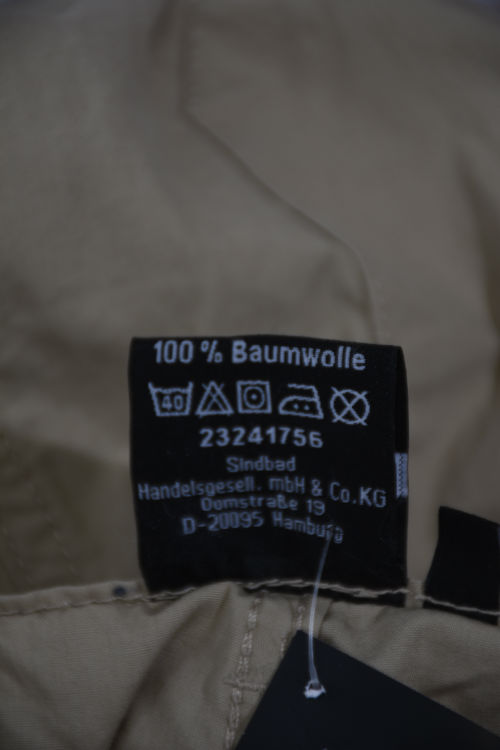 100 % Baumwolle
40
23241756
Sindbad
Handelsgesell. mbH & Co.KG
Domstraße 19
D-20095 Hamburg